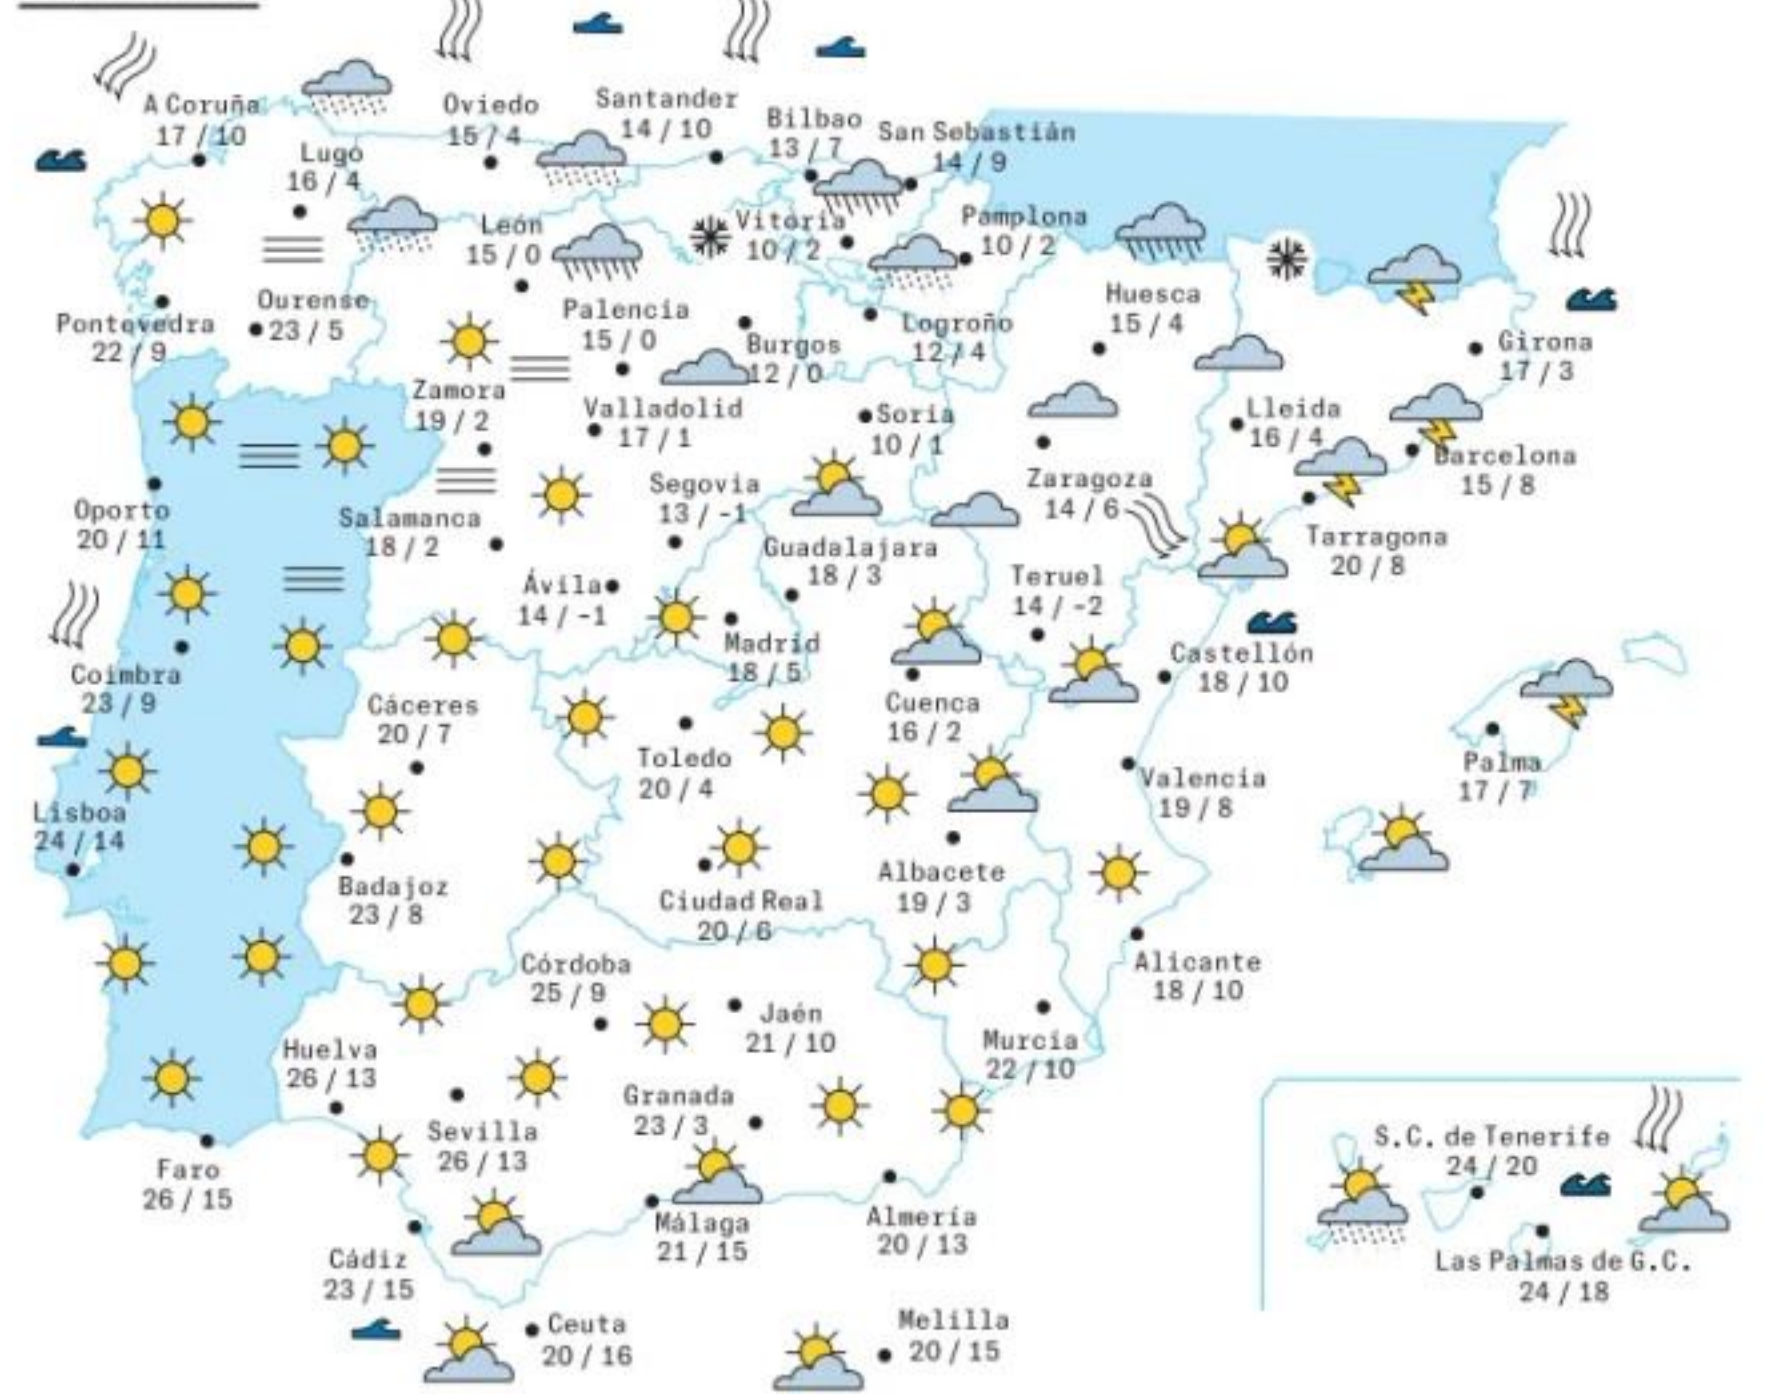 A Coruña
17 / 10
Oviedo
15 / 4
Santander
14 / 10
Bilbao
13 / 7
San Sebastián
14 / 9
Lugo
16 / 4
León
15 / 0
Vitoria
10 / 2
Pamplona
10 / 2
Pontevedra
22 / 9
Ourense
23 / 5
Palencia
15 / 0
Burgos
12 / 0
Logroño
12 / 4
Huesca
15 / 4
Girona
17 / 3
Zamora
19 / 2
Valladolid
17 / 1
Soria
10 / 1
Lleida
16 / 4
Barcelona
15 / 8
Oporto
20 / 11
Salamanca
18 / 2
Segovia
13 / -1
Zaragoza
14 / 6
Tarragona
20 / 8
Guadalajara
18 / 3
Ávila
14 / -1
Teruel
14 / -2
Madrid
18 / 5
Castellón
18 / 10
Coimbra
23 / 9
Cáceres
20 / 7
Cuenca
16 / 2
Toledo
20 / 4
Valencia
19 / 8
Palma
17 / 7
Lisboa
24 / 14
Badajoz
23 / 8
Ciudad Real
20 / 6
Albacete
19 / 3
Alicante
18 / 10
Córdoba
25 / 9
Jaén
21 / 10
Murcia
22 / 10
Huelva
26 / 13
Granada
23 / 3
Sevilla
26 / 13
Faro
26 / 15
Málaga
21 / 15
Almería
20 / 13
Cádiz
23 / 15
Ceuta
20 / 16
Melilla
20 / 15
S.C. de Tenerife
24 / 20
Las Palmas de G.C.
24 / 18